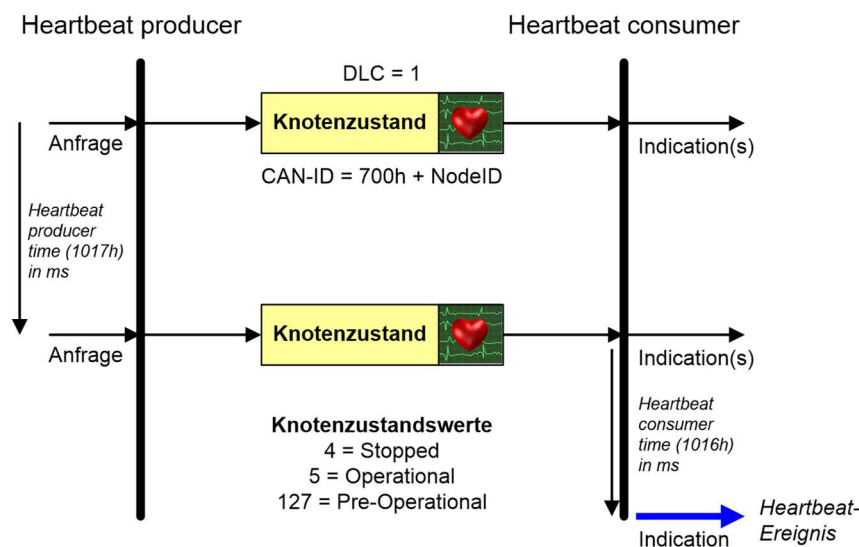 Heartbeat producer
Heartbeat consumer
DLC = 1
Knotenzustand
Anfrage
Indication(s)
CAN-ID = 700h + NodeID
Heartbeat
producer
time (1017h)
in ms
Knotenzustand
Anfrage
Indication(s)
Knotenzustandswerte
4 = Stopped
5 = Operational
127 = Pre-Operational
Heartbeat
consumer
time (1016h)
in ms
Indication
Heartbeat-
Ereignis